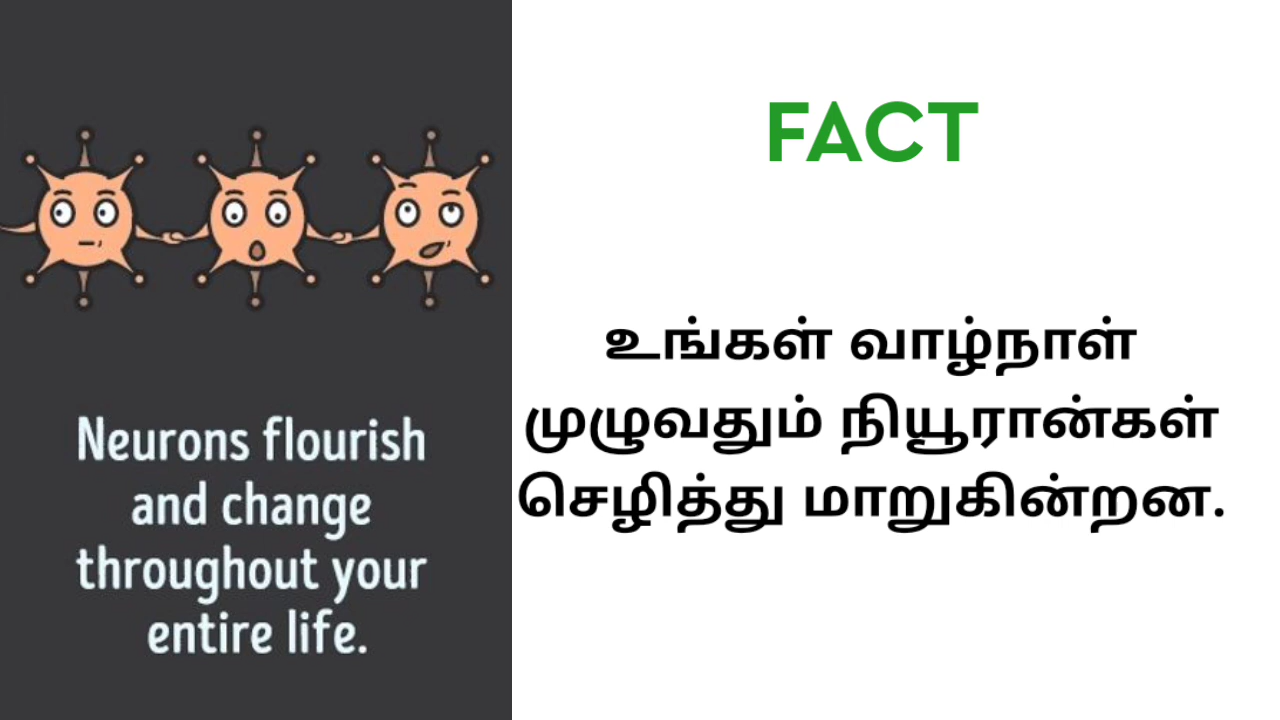 Neurons flourish
and change
throughout your
entire life.
FACT
உங்கள் வாழ்நாள்
முழுவதும் நியூரான்கள்
செழித்து மாறுகின்றன.